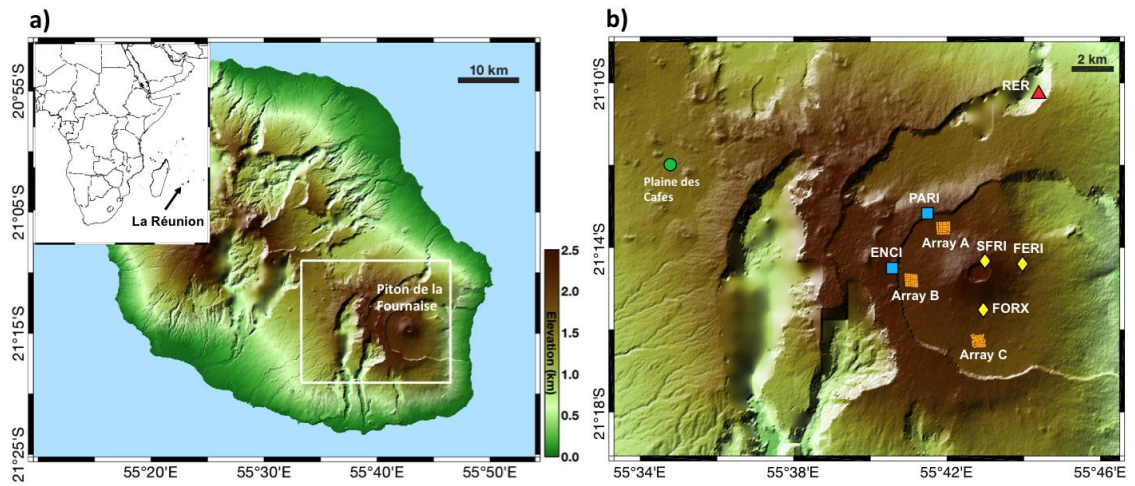 a)
La Réunion
10 km
Piton de la
Fournaise
20°55'S
21°05'S
21°15'S
21°25'S
55°20'E
55°30'E
55°40'E
55°50'E
Elevation (km)
2.5
2.0
1.5
1.0
0.5
0.0
b)
2 km
RER
Plaine des
Cafes
PARI
Array A
SFRI
FERI
ENCI
Array B
FORX
Array C
21°10'S
21°14'S
21°18'S
55°34'E
55°38'E
55°42'E
55°46'E